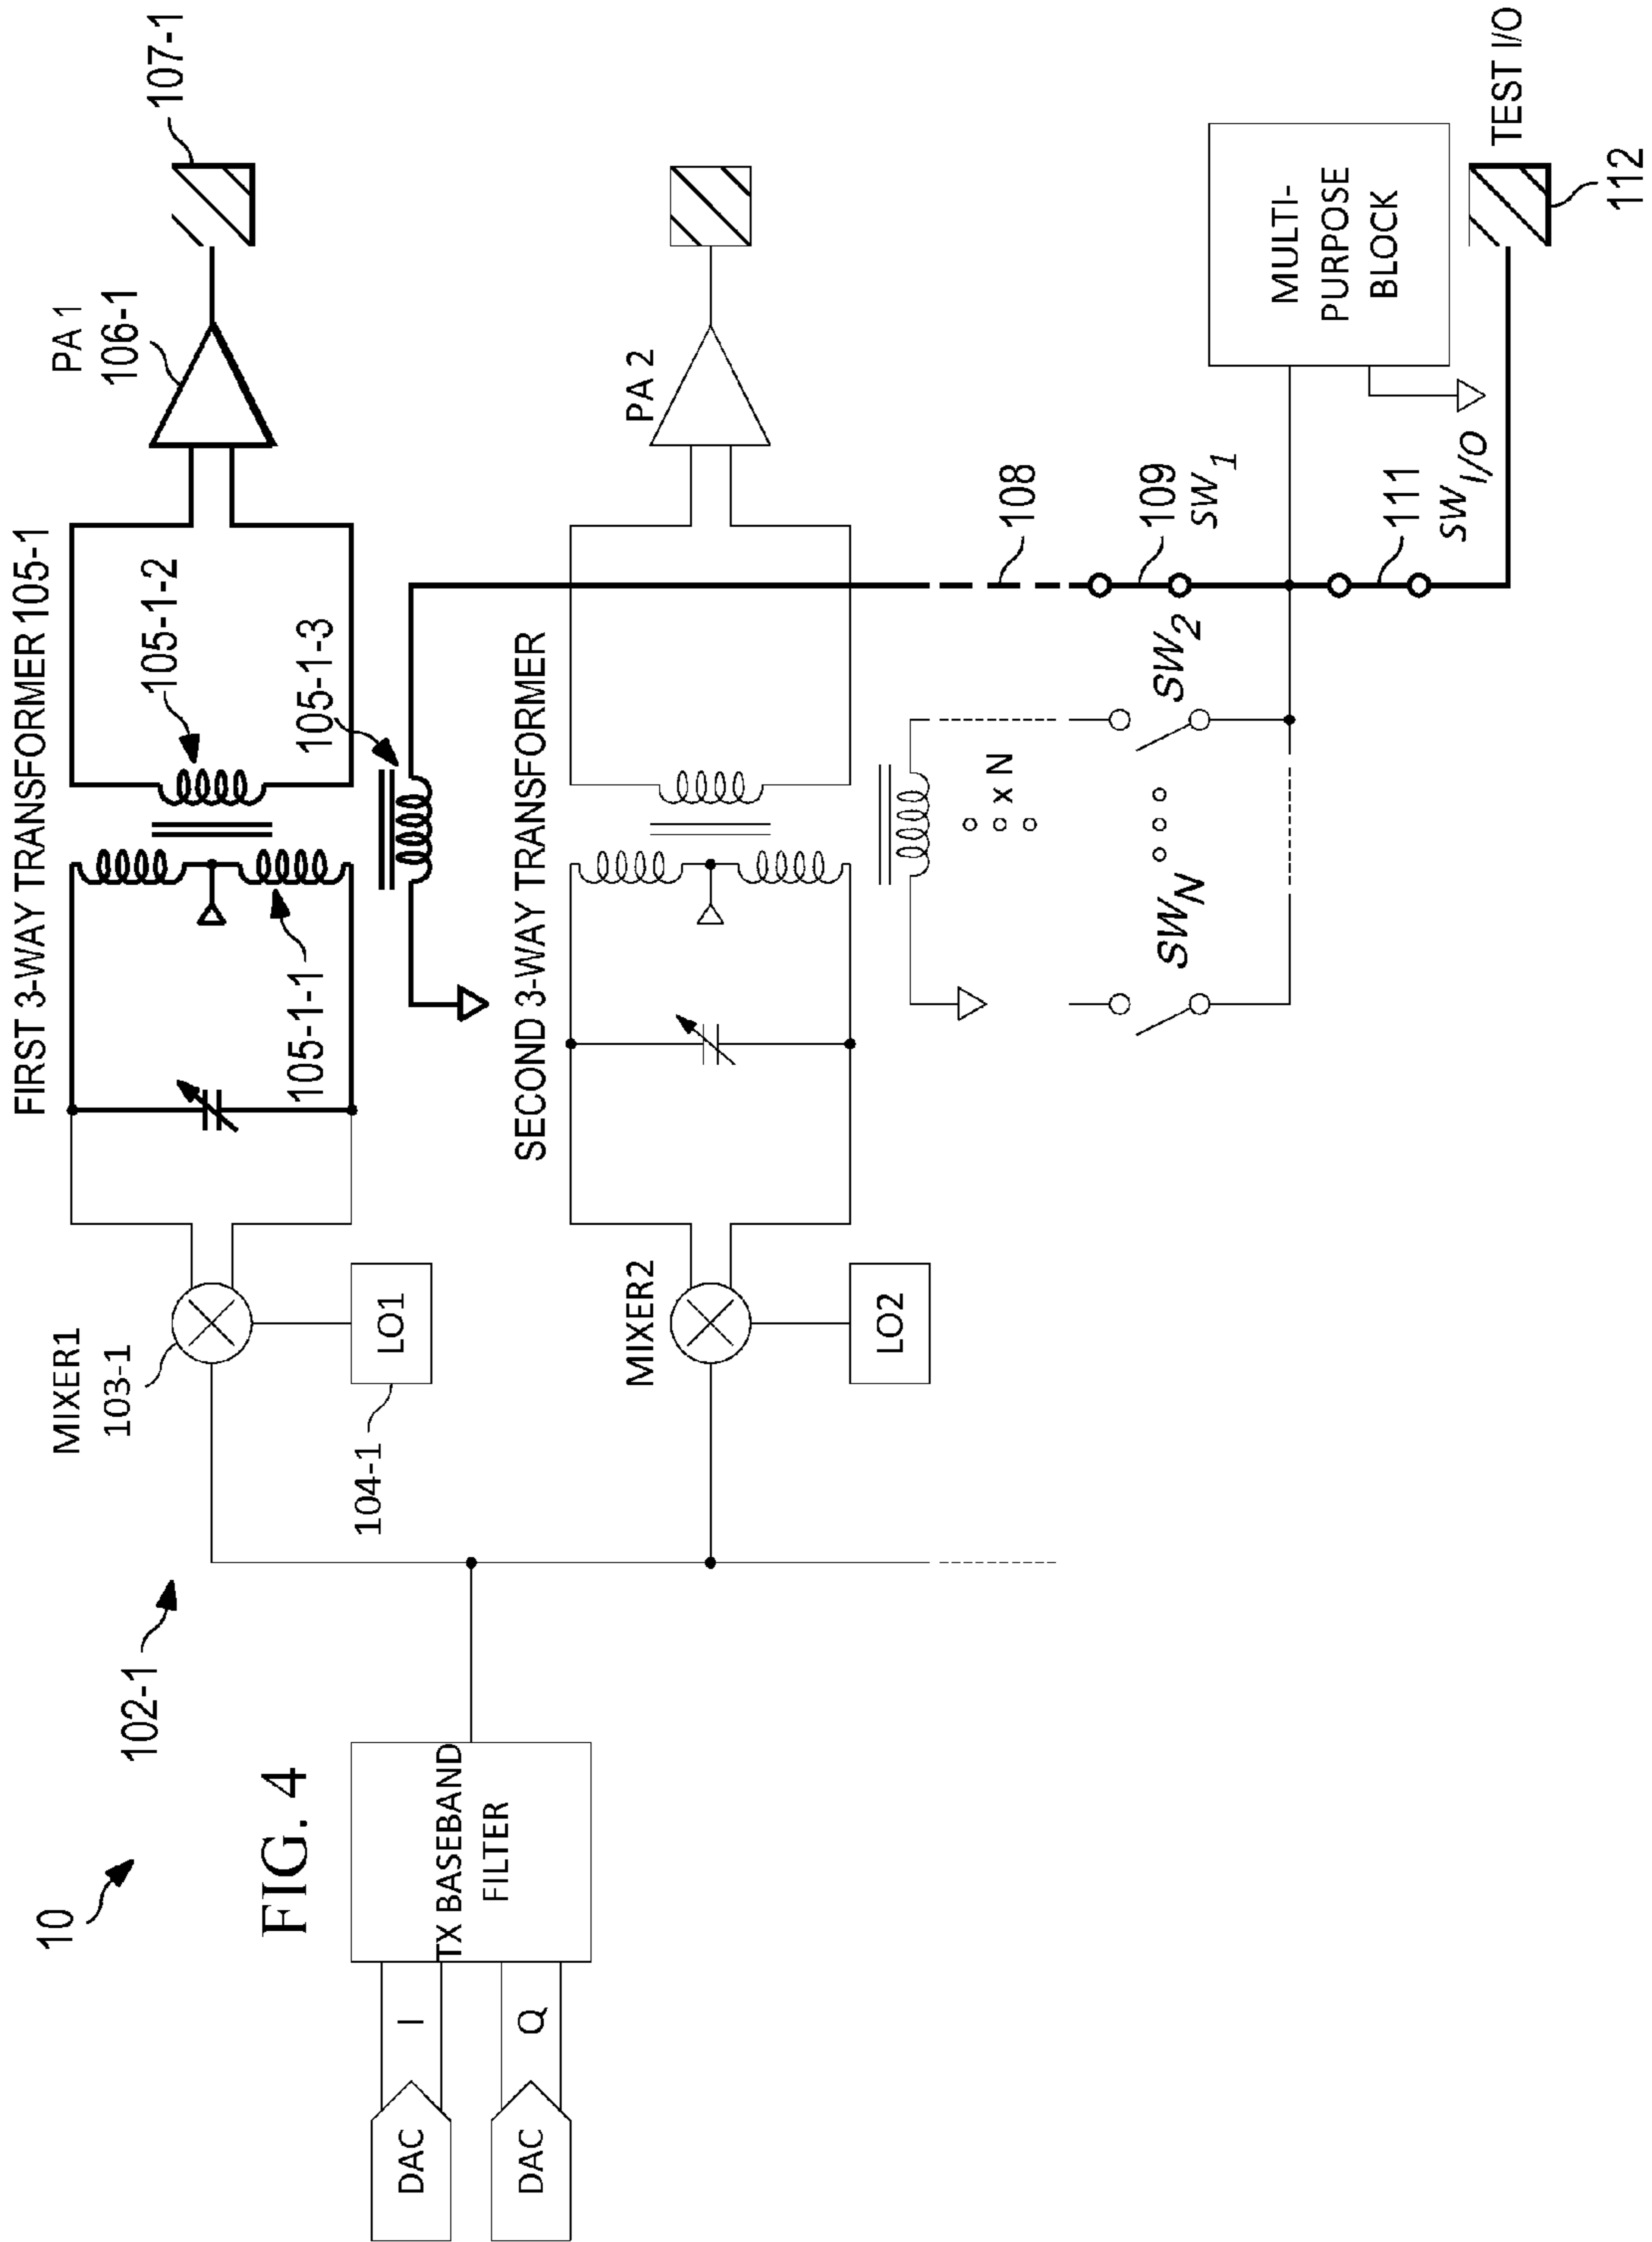 10
102-1
FIG. 4
DAC
I
DAC
Q
TX BASEBAND
FILTER
MIXER1
103-1
LO1
104-1
FIRST 3-WAY TRANSFORMER 105-1
105-1-1
105-1-2
105-1-3
PA 1
106-1
107-1
MIXER2
LO2
SECOND 3-WAY TRANSFORMER
PA 2
x N
108
109
SW1
SW2
SWN
111
SWI/O
MULTI-
PURPOSE
BLOCK
TEST I/O
112